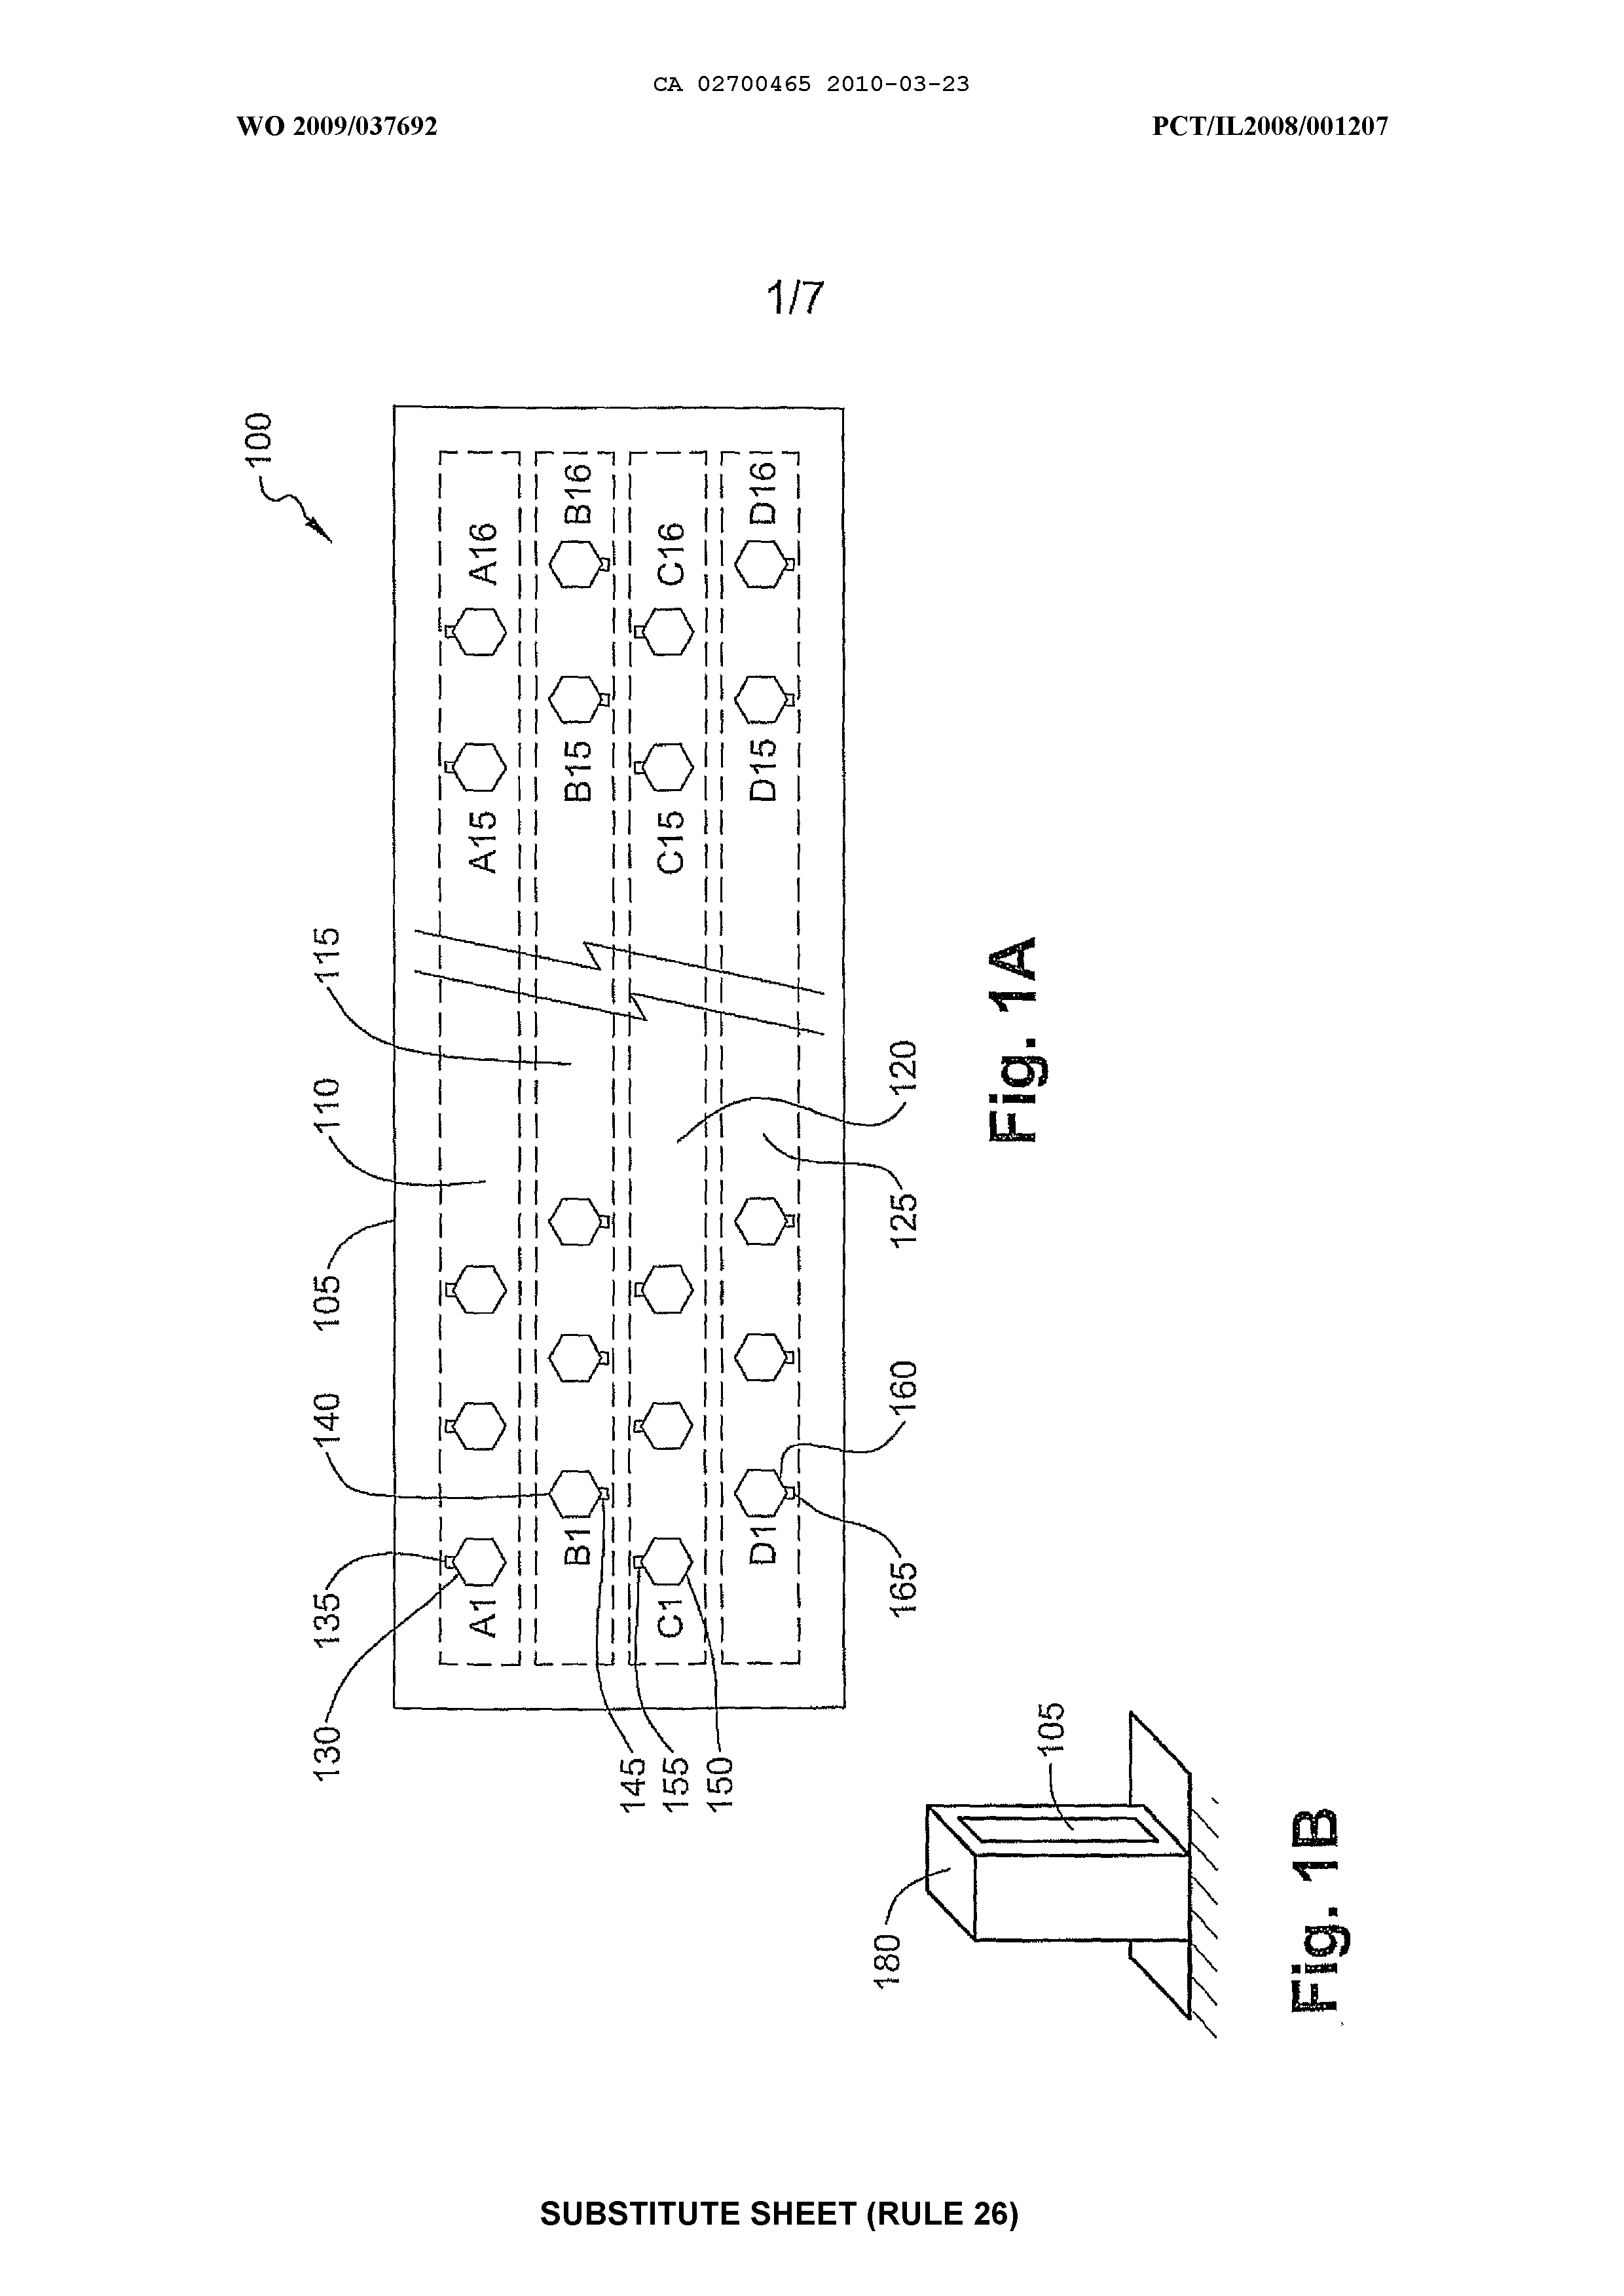 CA 02700465 2010-03-23
WO 2009/037692
PCT/IL2008/001207
1/7
100
A16
B16
C16
D16
A15
B15
C15
D15
115
110
105
140
135
130
A1
B1
C1
D1
120
125
160
165
145
155
150
Fig. 1A
105
180
Fig. 1B
SUBSTITUTE SHEET (RULE 26)